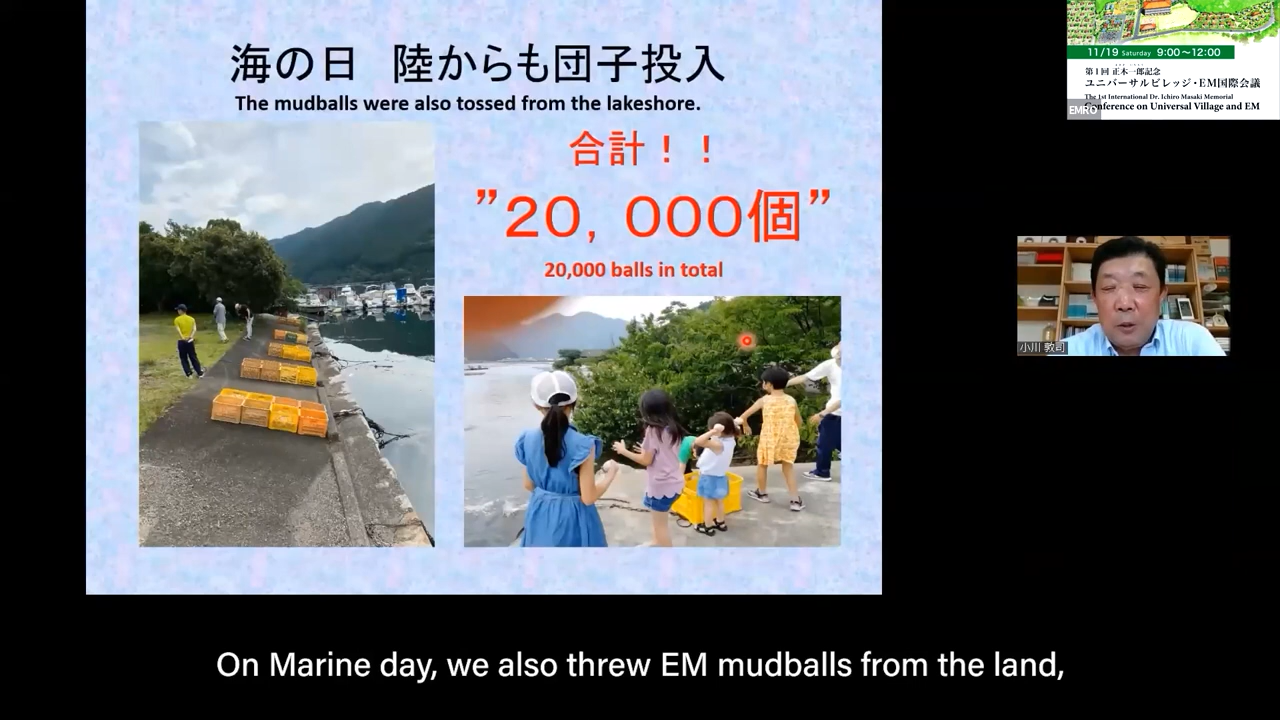 海の日 陸からも団子投入
The mudballs were also tossed from the lakeshore.
合計！！
”２０，０００個”
20,000 balls in total
11/19 Saturday 9:00～12:00
第1回 正木一郎記念
ユニバーサルビレッジ・EM国際会議
The 1st International Dr. Ichiro Masaki Memorial
Conference on Universal Village and EM
EMRO
小川 敦司
On Marine day, we also threw EM mudballs from the land,